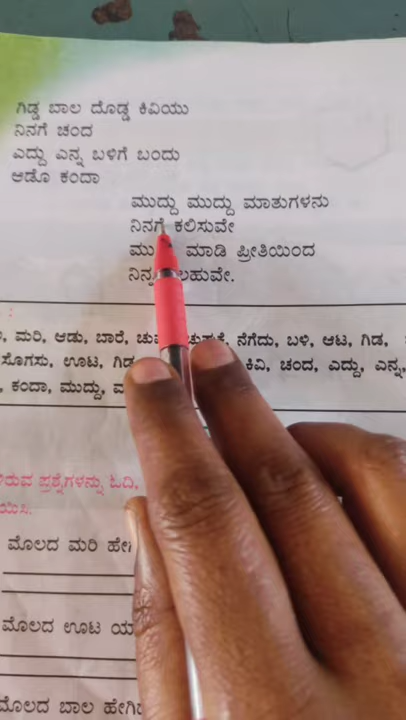 ಗಿಡ್ಡ ಬಾಲ ದೊಡ್ಡ ಕಿವಿಯು
ನಿನಗೆ ಚಂದ
ಎದ್ದು ಎನ್ನ ಬಳಿಗೆ ಬಂದು
ಆಡೊ ಕಂದಾ
ಮುದ್ದು ಮುದ್ದು ಮಾತುಗಳನು
ನಿನಗೆ ಕಲಿಸುವೇ
ಮಾಡಿ ಪ್ರೀತಿಯಿಂದ
ಲಹುವೇ.
ಮರಿ, ಆಡು, ಬಾರೆ, ನೆಗೆದು, ಬಳಿ, ಆಟ, ಗಿಡ,
ಸೊಗಸು, ಊಟ, ಕಿವಿ, ಚಂದ, ಎದ್ದು, ಎನ್ನ,
ಕಂದಾ, ಮುದ್ದು,
ಪ್ರಶ್ನೆಗಳನ್ನು ಓದಿ,
ಮೊಲದ ಮರಿ
ಮೊಲದ ಊಟ
ಮೊಲದ ಬಾಲ